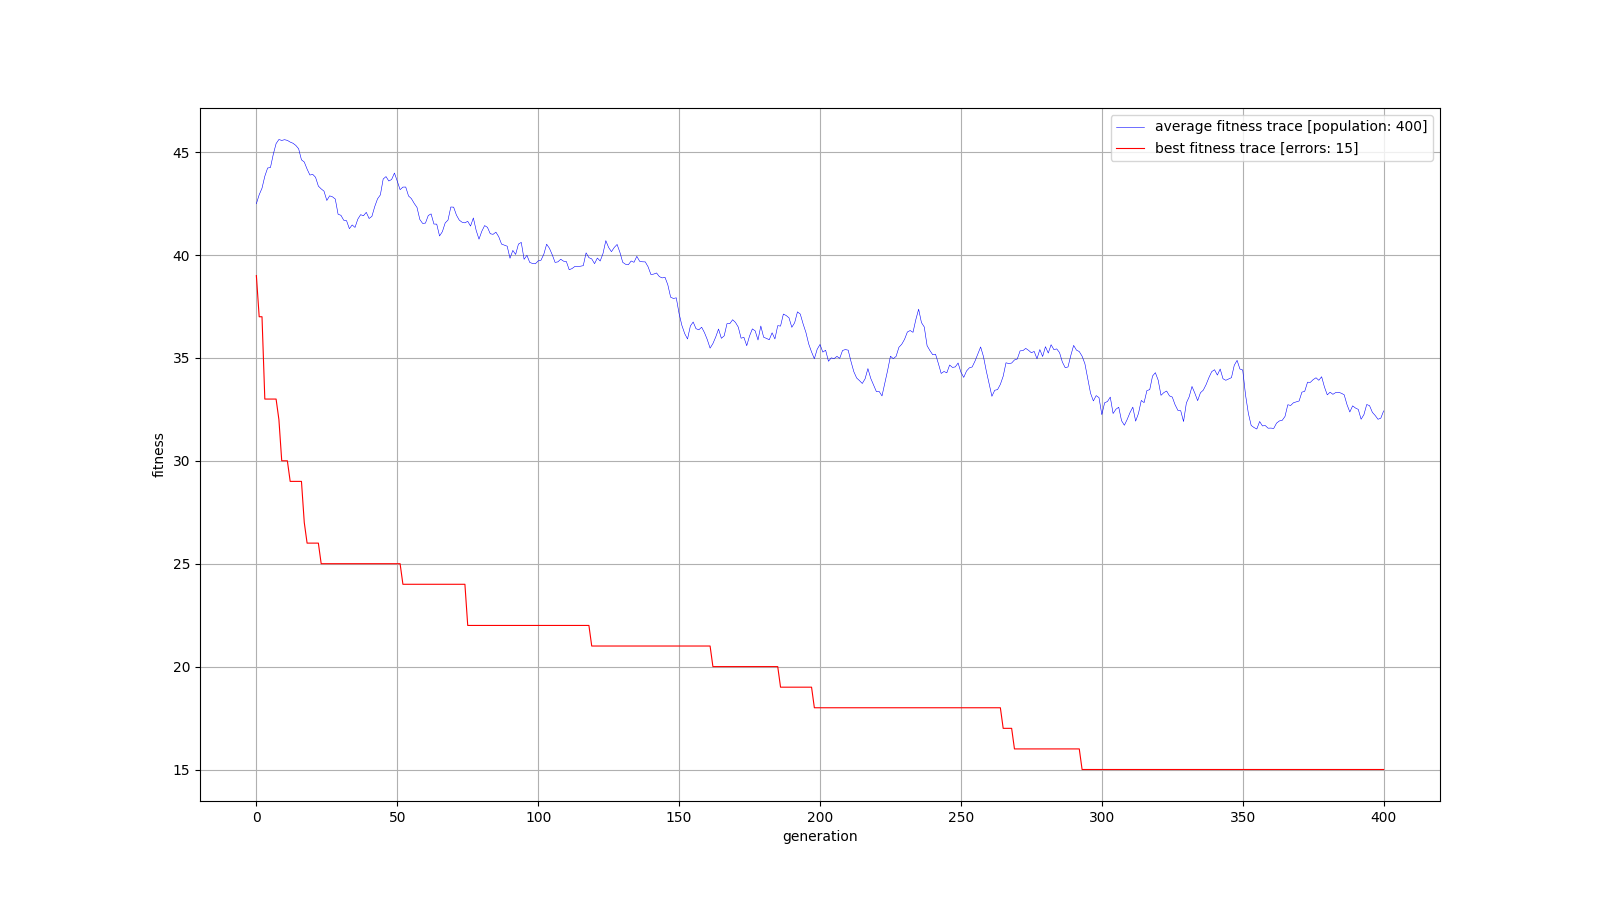 average fitness trace [population: 400]
best fitness trace [errors: 15]
45
40
35
30
25
20
15
fitness
0 50 100 150 200 250 300 350 400
generation